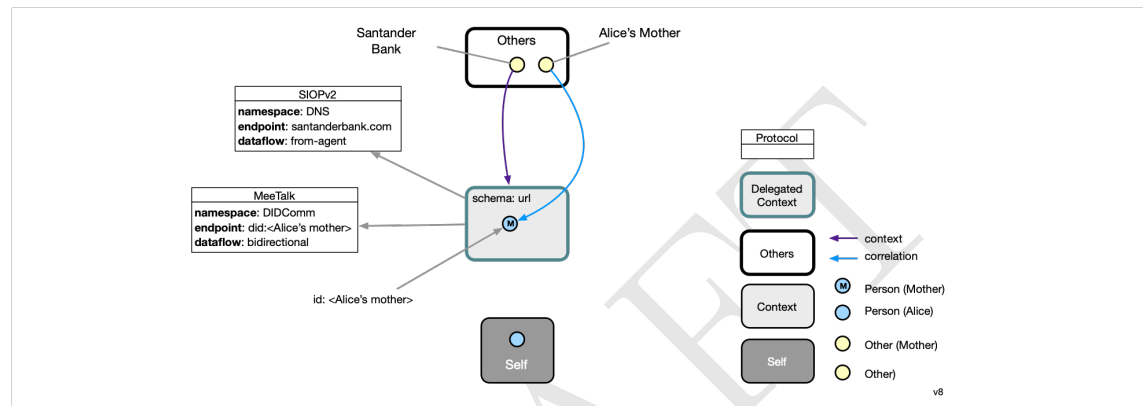 Santander
Bank
Others
Alice's Mother
SIOPv2
namespace: DNS
endpoint: santanderbank.com
dataflow: from-agent
MeeTalk
namespace: DIDComm
endpoint: did:<Alice's mother>
dataflow: bidirectional
schema: url
M
id: <Alice's mother>
Self
Protocol
Delegated
Context
Others
context
correlation
Context
M
Person (Mother)
Person (Alice)
Self
Other (Mother)
Other)
v8